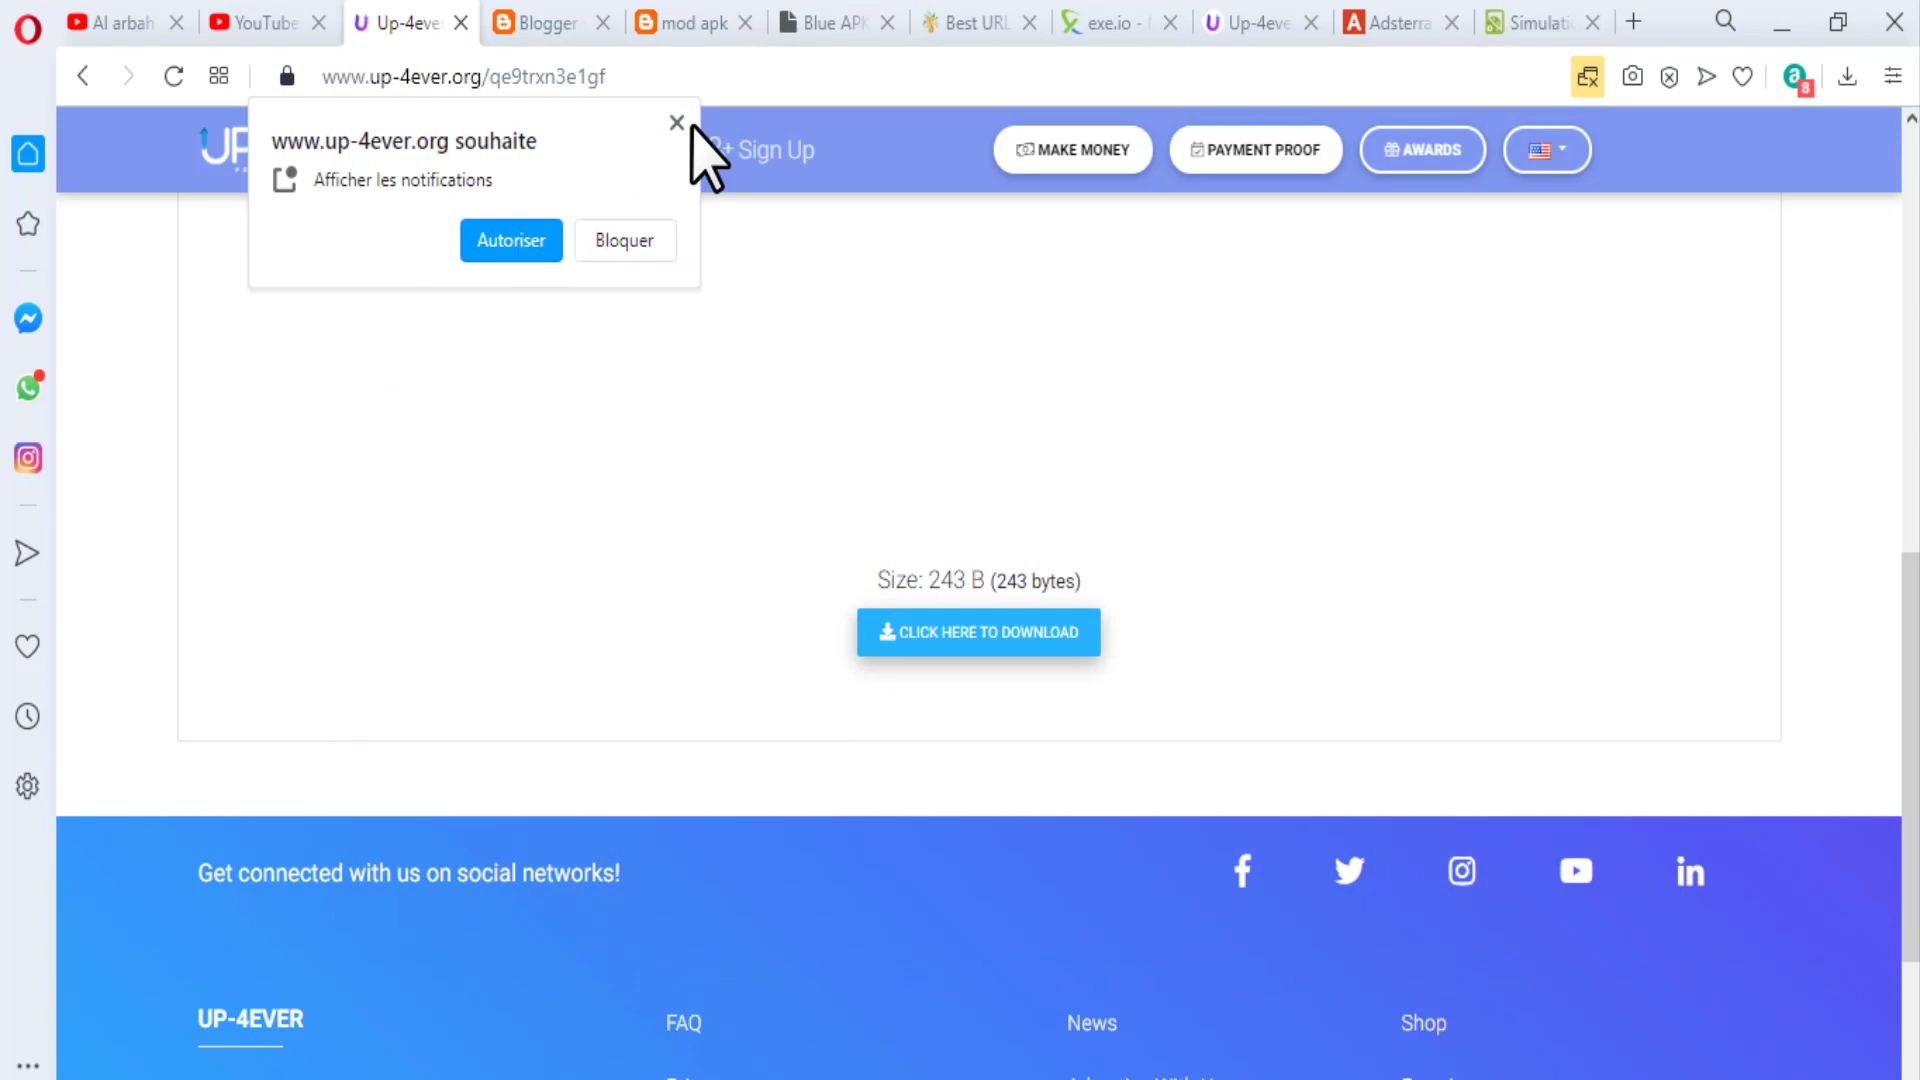 Al arbah
YouTube
Up-4eve
Blogger
mod apk
Blue APK
Best URL
exe.io -
Up-4eve
Adsterra
Simulati
www.up-4ever.org/qe9trxn3e1gf
8
www.up-4ever.org souhaite
Afficher les notifications
Autoriser
Bloquer
UP
Sign Up
MAKE MONEY
PAYMENT PROOF
AWARDS
Size: 243 B (243 bytes)
CLICK HERE TO DOWNLOAD
Get connected with us on social networks!
UP-4EVER
FAQ
News
Shop